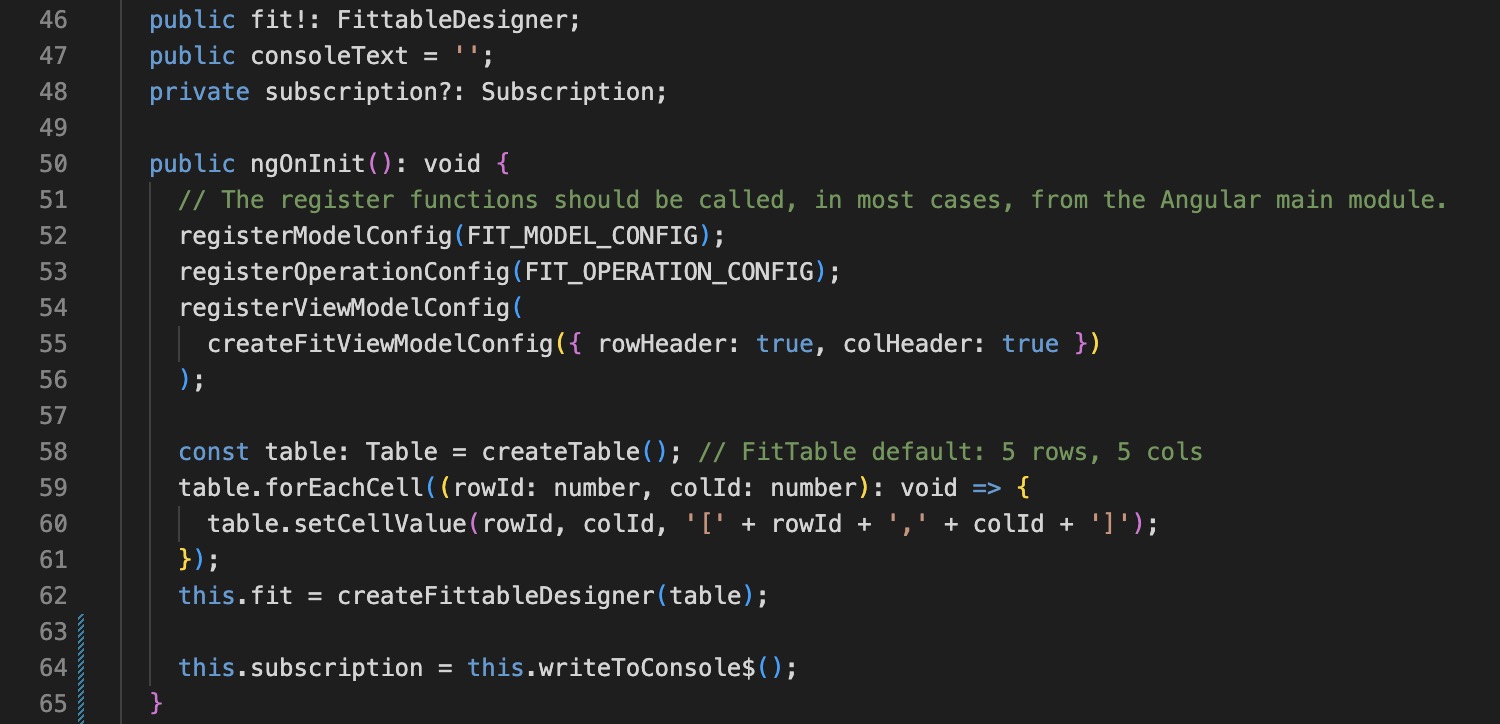 46 public fit!: FittableDesigner;
47 public consoleText = '';
48 private subscription?: Subscription;
49
50 public ngOnInit(): void {
51 // The register functions should be called, in most cases, from the Angular main module.
52 registerModelConfig(FIT_MODEL_CONFIG);
53 registerOperationConfig(FIT_OPERATION_CONFIG);
54 registerViewModelConfig(
55 createFitViewModelConfig({ rowHeader: true, colHeader: true })
56 );
57
58 const table: Table = createTable(); // FitTable default: 5 rows, 5 cols
59 table.forEachCell((rowId: number, colId: number): void => {
60 table.setCellValue(rowId, colId, '[' + rowId + ',' + colId + ']');
61 });
62 this.fit = createFittableDesigner(table);
63
64 this.subscription = this.writeToConsole$();
65 }